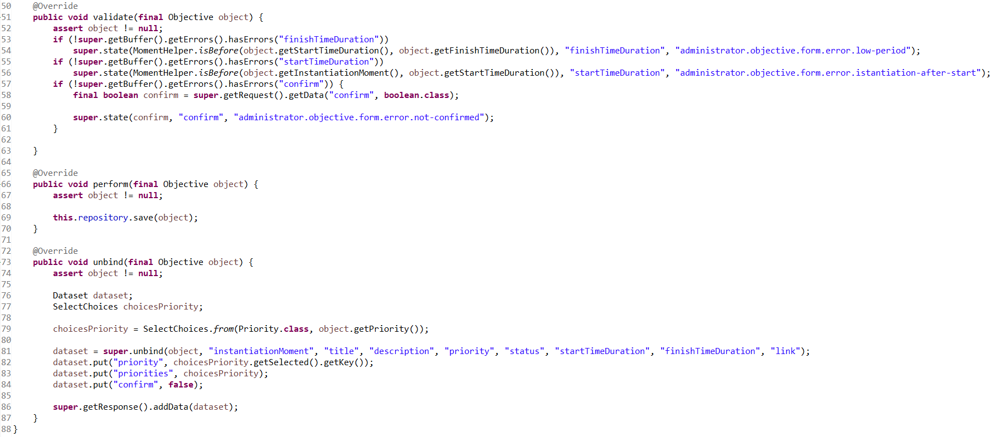 50 @Override
51 public void validate(final Objective object) {
52 assert object != null;
53 if (!super.getBuffer().getErrors().hasErrors("finishTimeDuration"))
54 super.state(MomentHelper.isBefore(object.getStartTimeDuration(), object.getFinishTimeDuration()), "finishTimeDuration", "administrator.objective.form.error.low-period");
55 if (!super.getBuffer().getErrors().hasErrors("startTimeDuration"))
56 super.state(MomentHelper.isBefore(object.getInstantiationMoment(), object.getStartTimeDuration()), "startTimeDuration", "administrator.objective.form.error.istantiation-after-start");
57 if (!super.getBuffer().getErrors().hasErrors("confirm")) {
58 final boolean confirm = super.getRequest().getData("confirm", boolean.class);
59
60 super.state(confirm, "confirm", "administrator.objective.form.error.not-confirmed");
61 }
62
63 }
64
65 @Override
66 public void perform(final Objective object) {
67 assert object != null;
68
69 this.repository.save(object);
70 }
71
72 @Override
73 public void unbind(final Objective object) {
74 assert object != null;
75
76 Dataset dataset;
77 SelectChoices choicesPriority;
78
79 choicesPriority = SelectChoices.from(Priority.class, object.getPriority());
80
81 dataset = super.unbind(object, "instantiationMoment", "title", "description", "priority", "status", "startTimeDuration", "finishTimeDuration", "link");
82 dataset.put("priority", choicesPriority.getSelected().getKey());
83 dataset.put("priorities", choicesPriority);
84 dataset.put("confirm", false);
85
86 super.getResponse().addData(dataset);
87 }
88 }